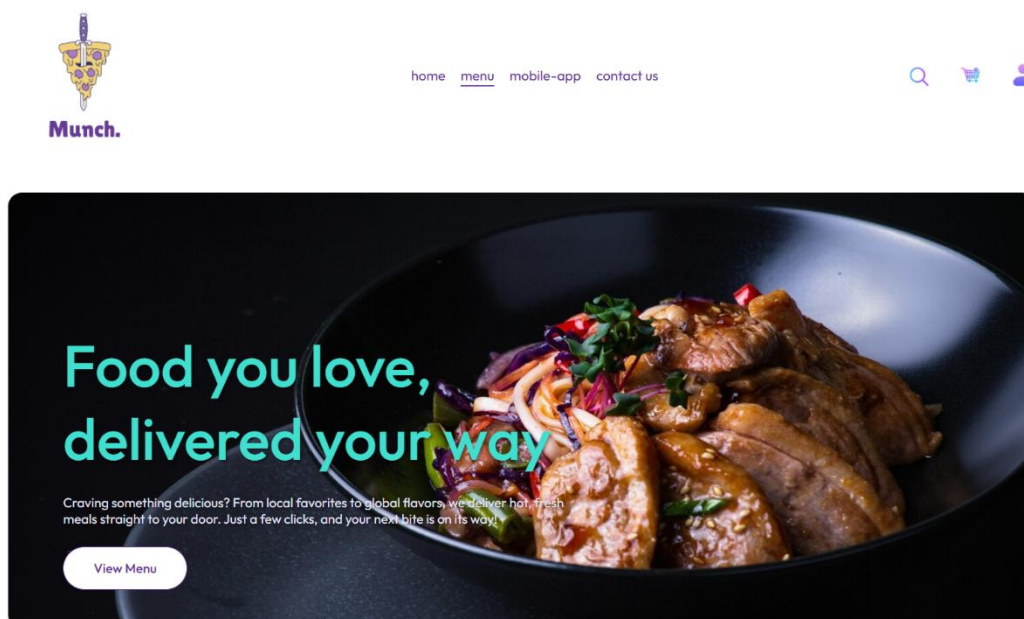 Munch.
home menu mobile-app contact us
Food you love,
delivered your way
Craving something delicious? From local favorites to global flavors, we deliver hot, fresh
meals straight to your door. Just a few clicks, and your next bite is on its way!
View Menu